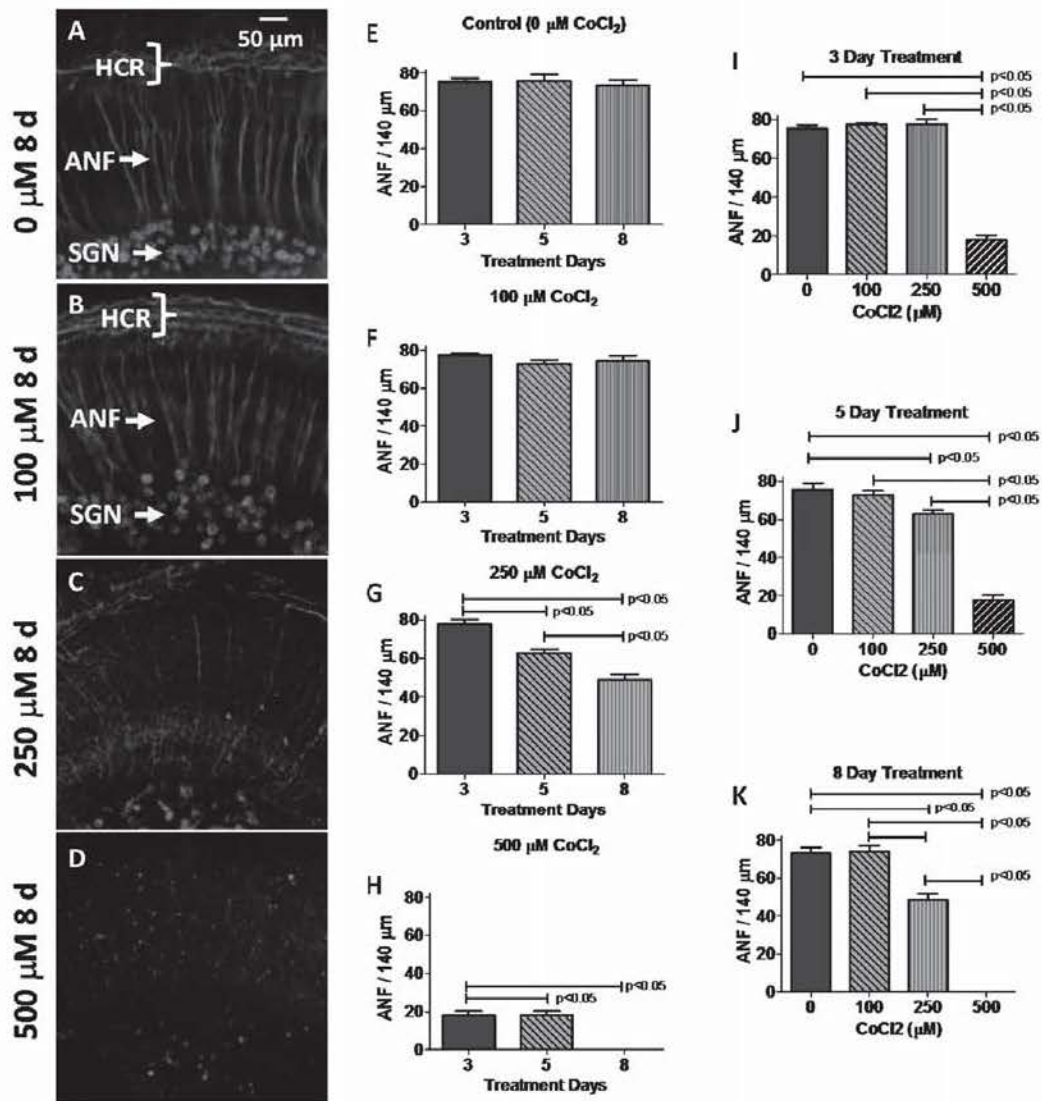 0 μM 8 d
A
50 μm
HCR
ANF
SGN
100 μM 8 d
B
HCR
ANF
SGN
250 μM 8 d
C
500 μM 8 d
D
E
Control (0 μM CoCl₂)
ANF / 140 μm
80
60
40
20
0
3 5 8
Treatment Days
F
100 μM CoCl₂
ANF / 140 μm
80
60
40
20
0
3 5 8
Treatment Days
G
250 μM CoCl₂
p<0.05
p<0.05
ANF / 140 μm
80
60
40
20
0
3 5 8
Treatment Days
H
500 μM CoCl₂
p<0.05
p<0.05
ANF / 140 μm
80
60
40
20
0
3 5 8
Treatment Days
I
3 Day Treatment
p<0.05
p<0.05
p<0.05
ANF / 140 μm
80
60
40
20
0
0 100 250 500
CoCl2 (μM)
J
5 Day Treatment
p<0.05
p<0.05
p<0.05
p<0.05
ANF / 140 μm
80
60
40
20
0
0 100 250 500
CoCl2 (μM)
K
8 Day Treatment
p<0.05
p<0.05
p<0.05
p<0.05
ANF / 140 μm
80
60
40
20
0
0 100 250 500
CoCl2 (μM)